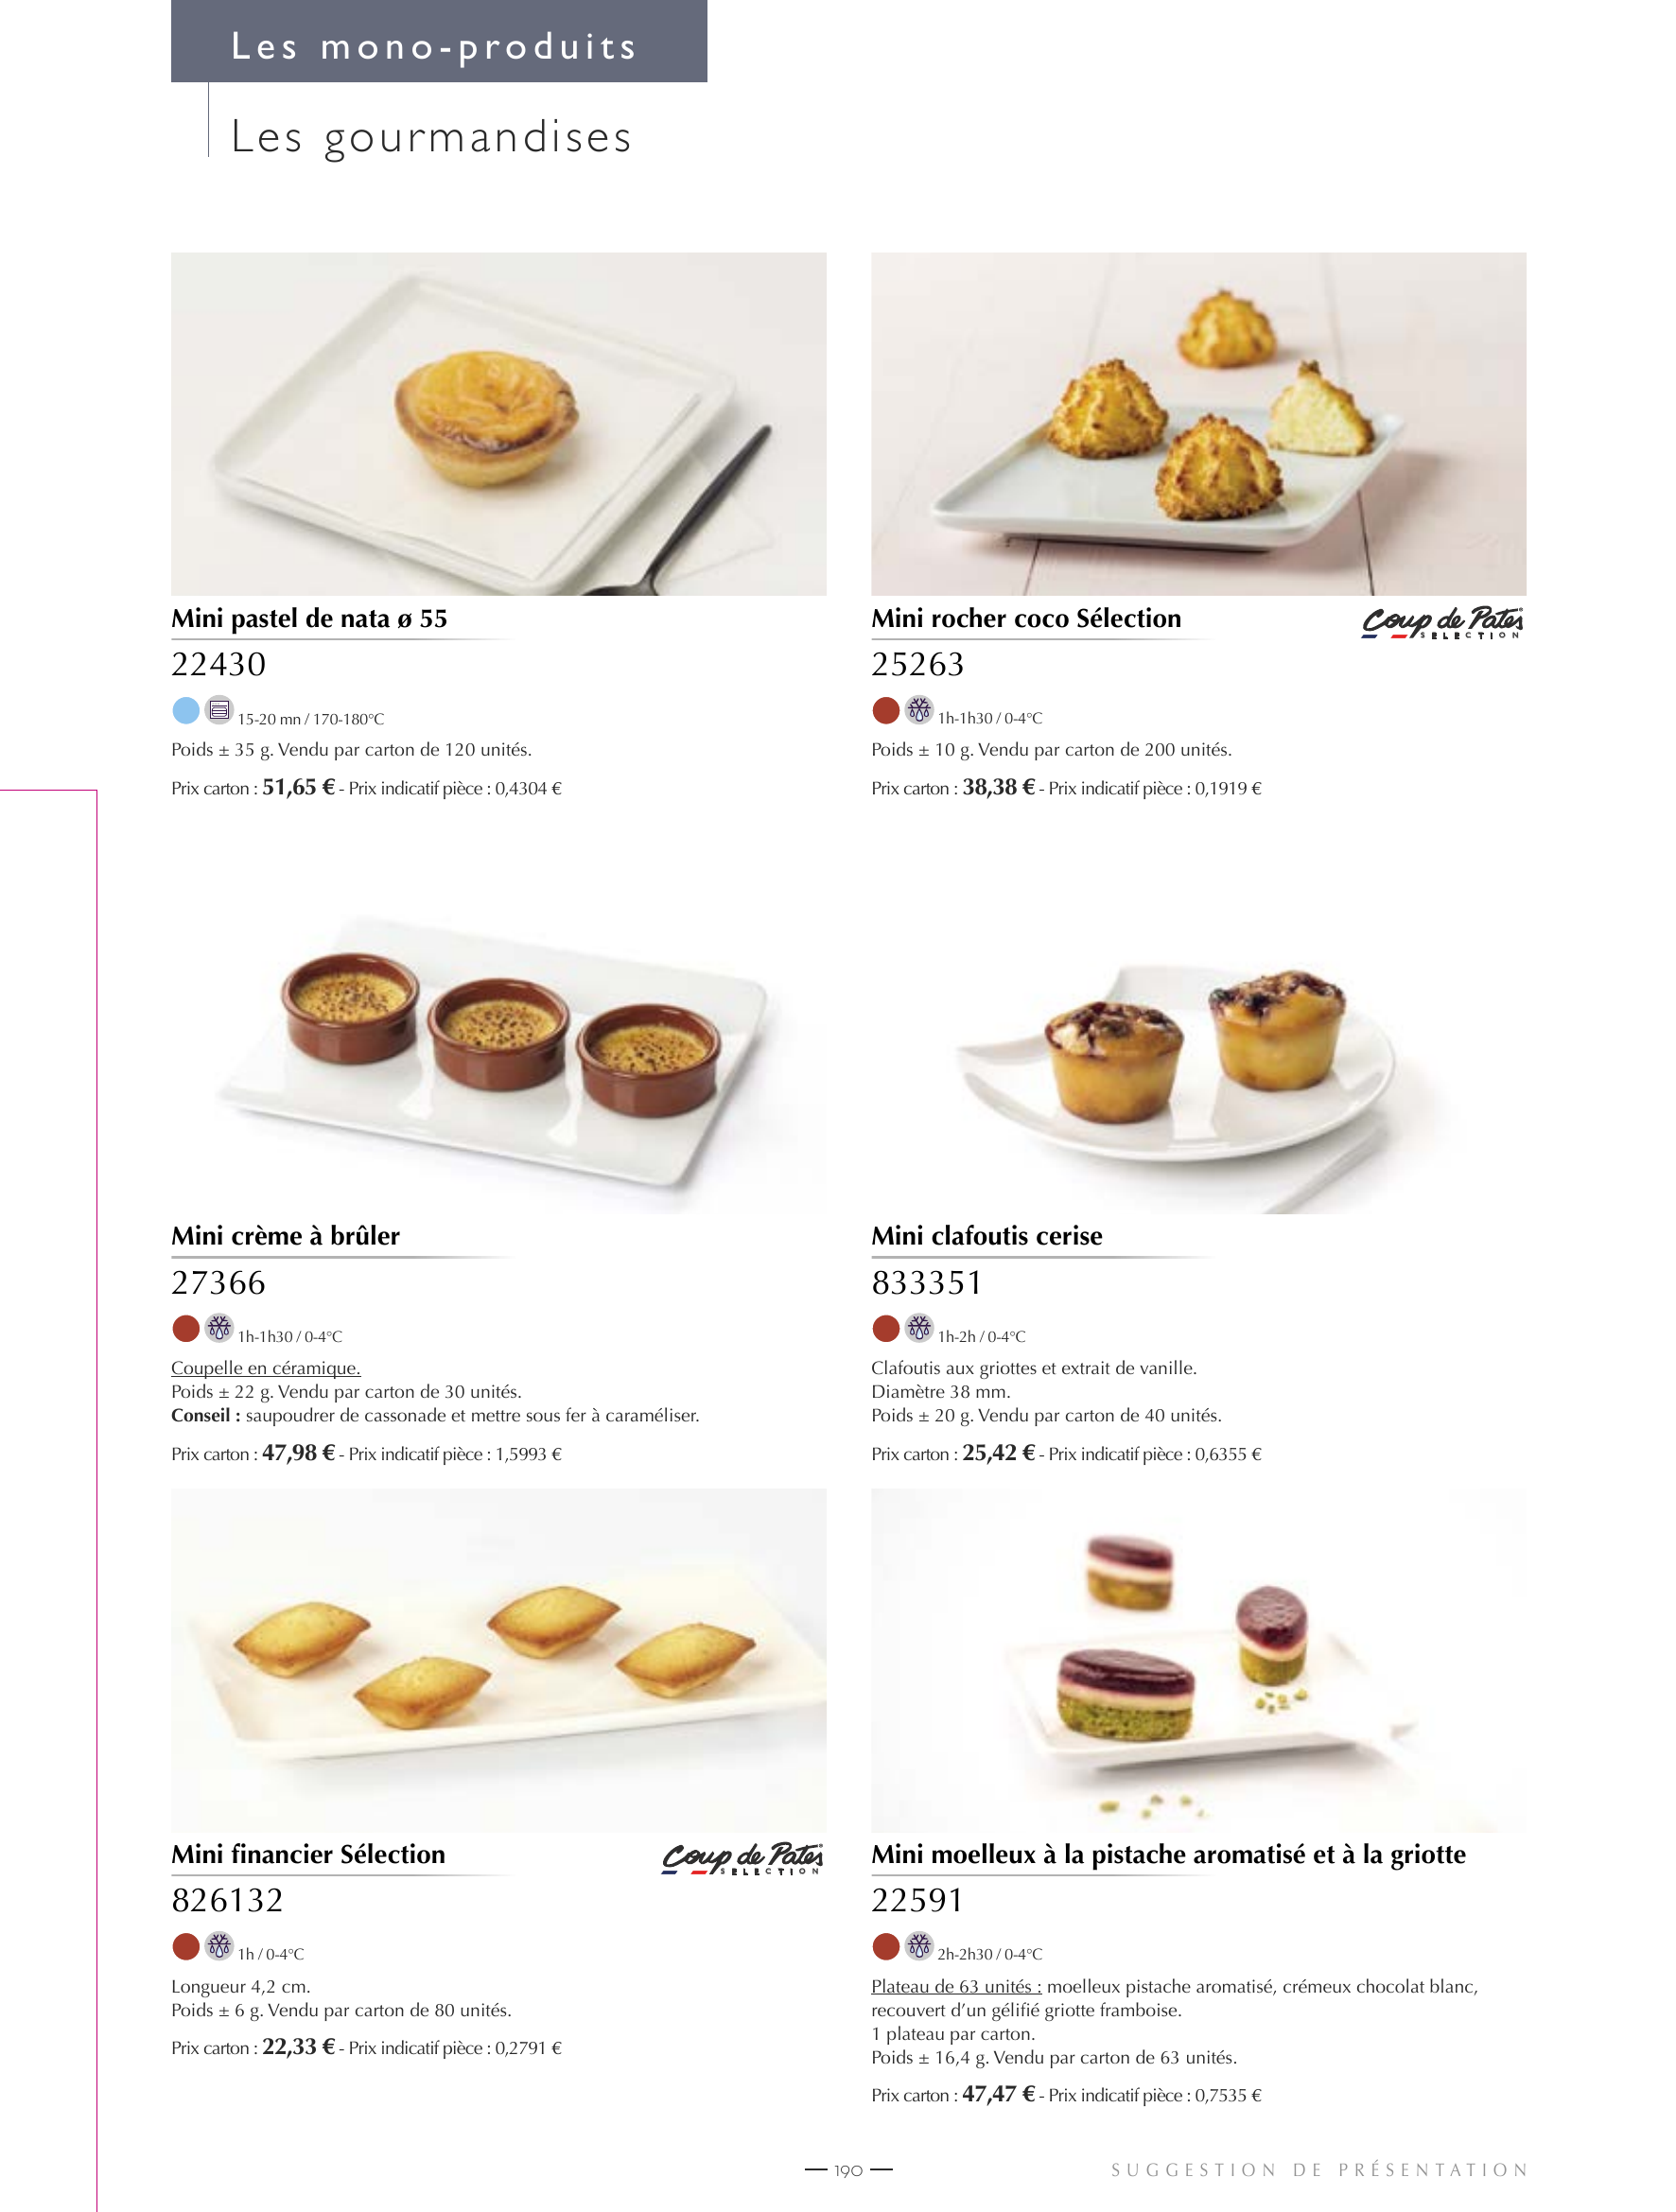 Les mono-produits
Les gourmandises
Mini pastel de nata ø 55
22430
15-20 mn / 170-180°C
Poids ± 35 g. Vendu par carton de 120 unités.
Prix carton : 51,65 € - Prix indicatif pièce : 0,4304 €
Mini rocher coco Sélection
Coup de Pates®
SELECTION
25263
1h-1h30 / 0-4°C
Poids ± 10 g. Vendu par carton de 200 unités.
Prix carton : 38,38 € - Prix indicatif pièce : 0,1919 €
Mini crème à brûler
27366
1h-1h30 / 0-4°C
Coupelle en céramique.
Poids ± 22 g. Vendu par carton de 30 unités.
Conseil : saupoudrer de cassonade et mettre sous fer à caraméliser.
Prix carton : 47,98 € - Prix indicatif pièce : 1,5993 €
Mini clafoutis cerise
833351
1h-2h / 0-4°C
Clafoutis aux griottes et extrait de vanille.
Diamètre 38 mm.
Poids ± 20 g. Vendu par carton de 40 unités.
Prix carton : 25,42 € - Prix indicatif pièce : 0,6355 €
Mini financier Sélection
Coup de Pates®
SELECTION
826132
1h / 0-4°C
Longueur 4,2 cm.
Poids ± 6 g. Vendu par carton de 80 unités.
Prix carton : 22,33 € - Prix indicatif pièce : 0,2791 €
Mini moelleux à la pistache aromatisé et à la griotte
22591
2h-2h30 / 0-4°C
Plateau de 63 unités : moelleux pistache aromatisé, crémeux chocolat blanc,
recouvert d'un gélifié griotte framboise.
1 plateau par carton.
Poids ± 16,4 g. Vendu par carton de 63 unités.
Prix carton : 47,47 € - Prix indicatif pièce : 0,7535 €
190
SUGGESTION DE PRÉSENTATION